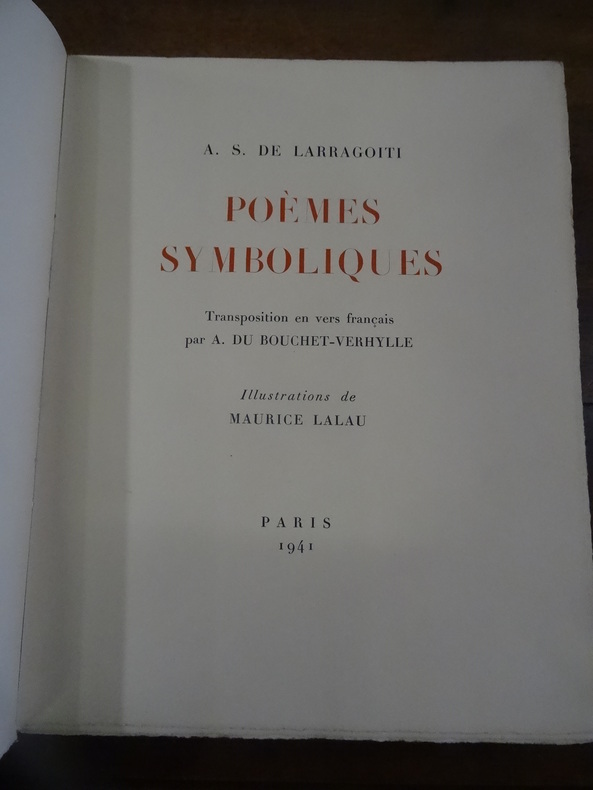 A. S. DE LARRAGOITI
POÈMES
SYMBOLIQUES
Transposition en vers français
par A. DU BOUCHET-VERHYLLE
Illustrations de
MAURICE LALAU
PARIS
1941